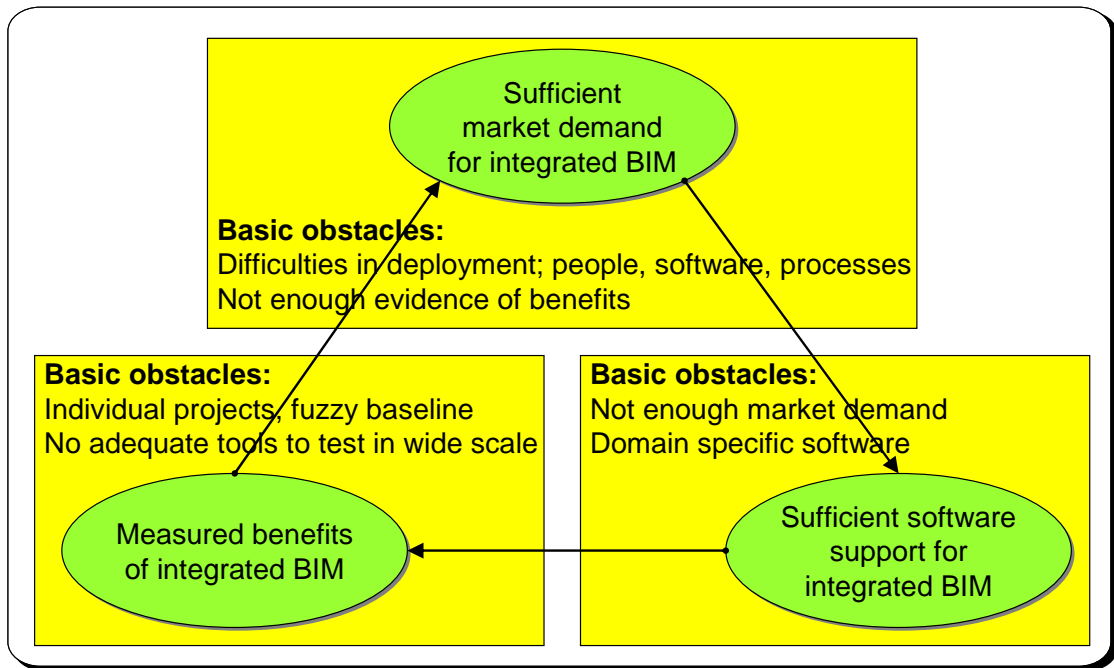 Sufficient
market demand
for integrated BIM
Basic obstacles:
Difficulties in deployment; people, software, processes
Not enough evidence of benefits
Basic obstacles:
Individual projects, fuzzy baseline
No adequate tools to test in wide scale
Measured benefits
of integrated BIM
Basic obstacles:
Not enough market demand
Domain specific software
Sufficient software
support for
integrated BIM